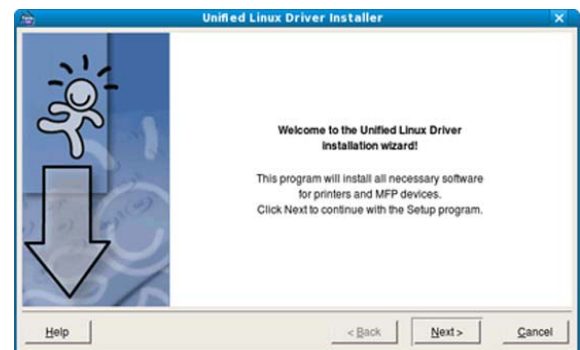 Unified Linux Driver Installer
Welcome to the Unified Linux Driver
installation wizard!
This program will install all necessary software
for printers and MFP devices.
Click Next to continue with the Setup program.
Help
< Back
Next >
Cancel